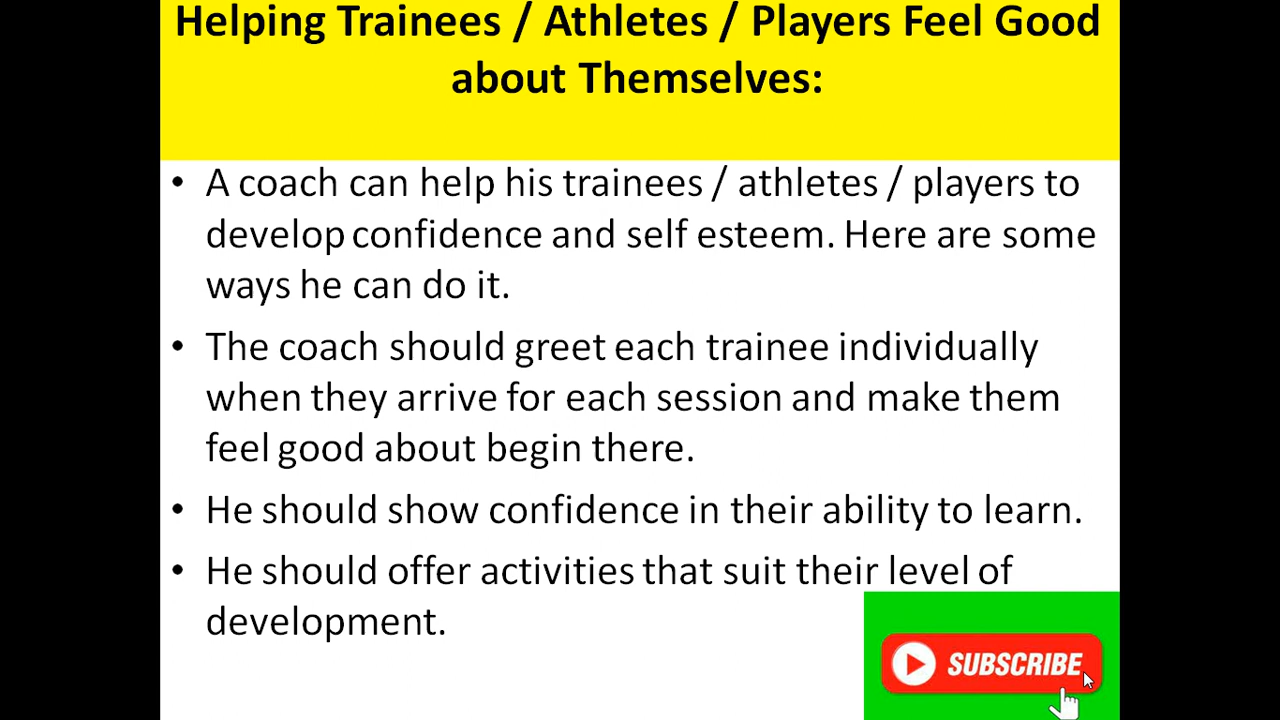 Helping Trainees / Athletes / Players Feel Good
about Themselves:
• A coach can help his trainees / athletes / players to
develop confidence and self esteem. Here are some
ways he can do it.
• The coach should greet each trainee individually
when they arrive for each session and make them
feel good about begin there.
• He should show confidence in their ability to learn.
• He should offer activities that suit their level of
development.
SUBSCRIBE